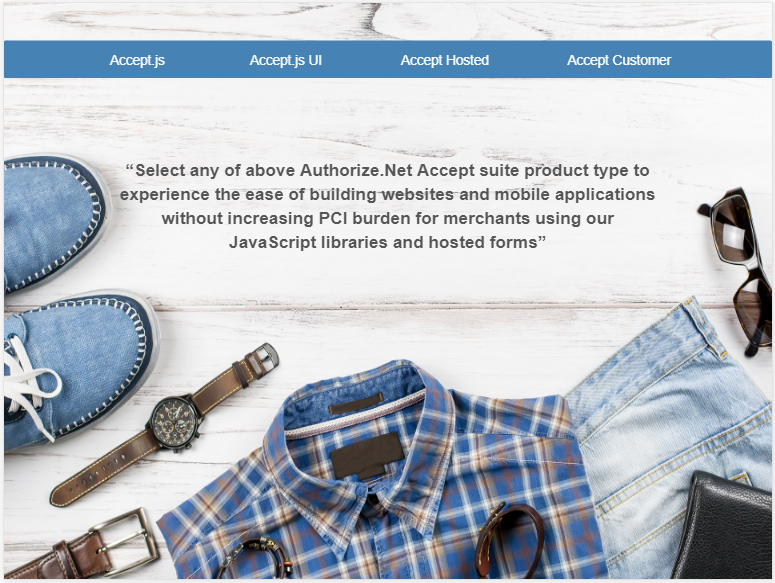 Accept.js
Accept.js UI
Accept Hosted
Accept Customer
“Select any of above Authorize.Net Accept suite product type to
experience the ease of building websites and mobile applications
without increasing PCI burden for merchants using our
JavaScript libraries and hosted forms”